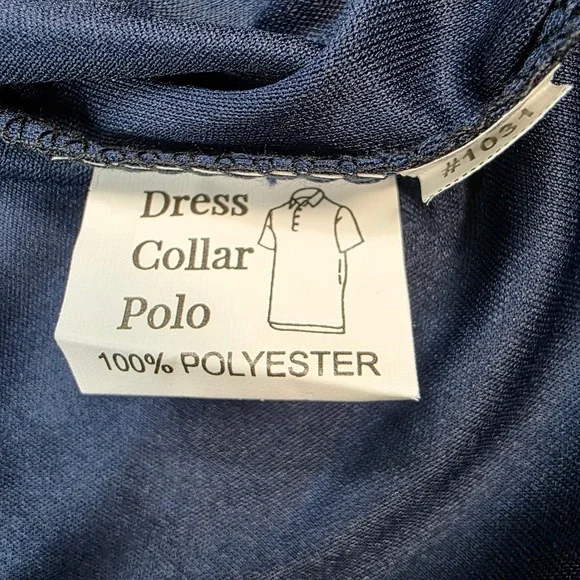 Dress
Collar
Polo
100% POLYESTER
#1031